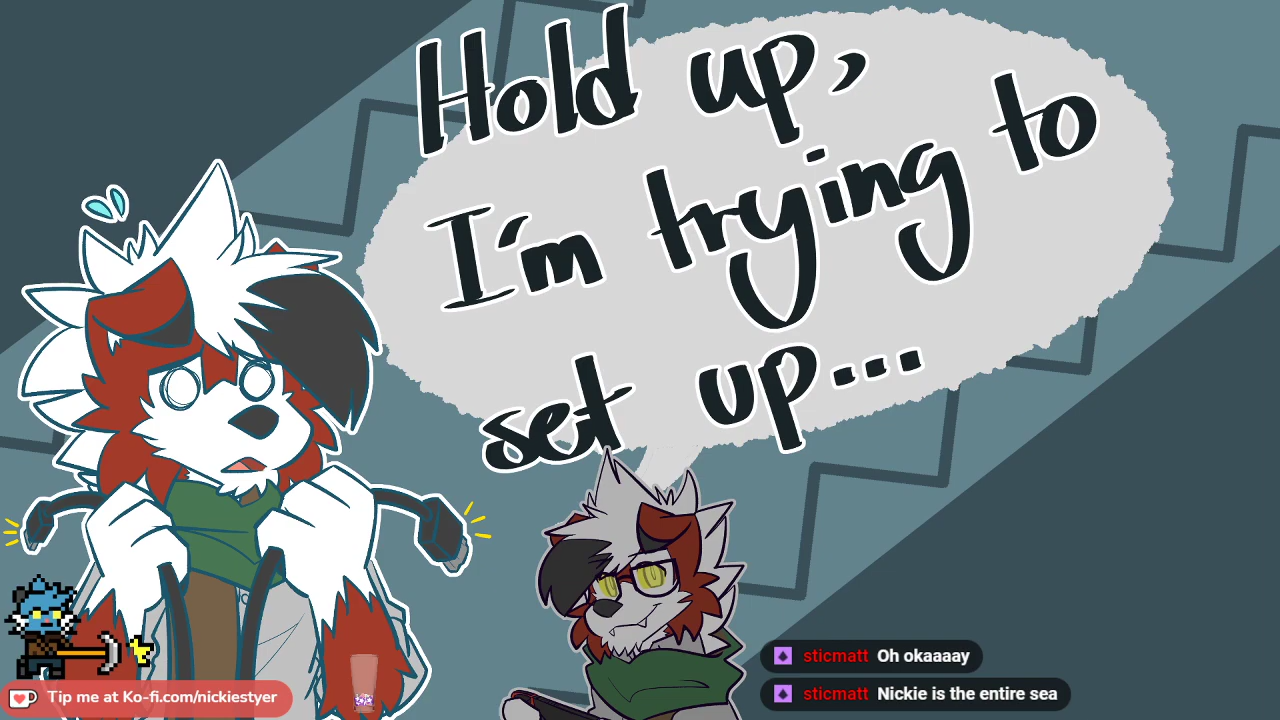 Hold up,
I'm trying to
set up...
sticmatt Oh okaaaay
sticmatt Nickie is the entire sea
Tip me at Ko-fi.com/nickiestyer